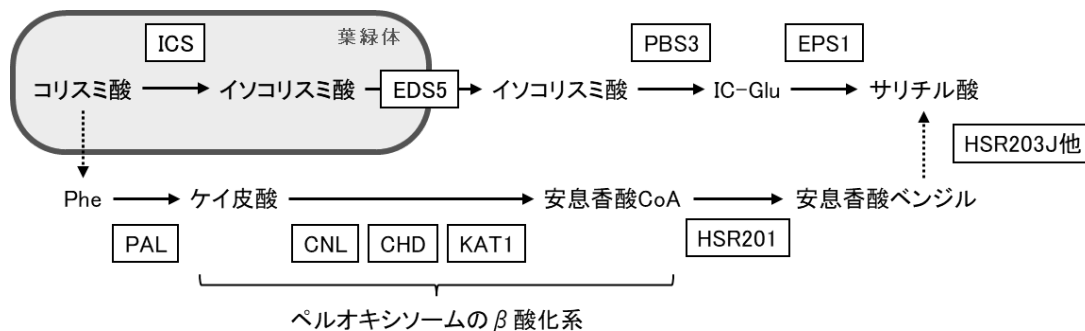 葉緑体
ICS PBS3 EPS1
コリスミ酸 イソコリスミ酸 EDS5 イソコリスミ酸 IC-Glu サリチル酸
HSR203J他
Phe ケイ皮酸 安息香酸CoA 安息香酸ベンジル
PAL CNL CHD KAT1 HSR201
ペルオキシソームのβ酸化系